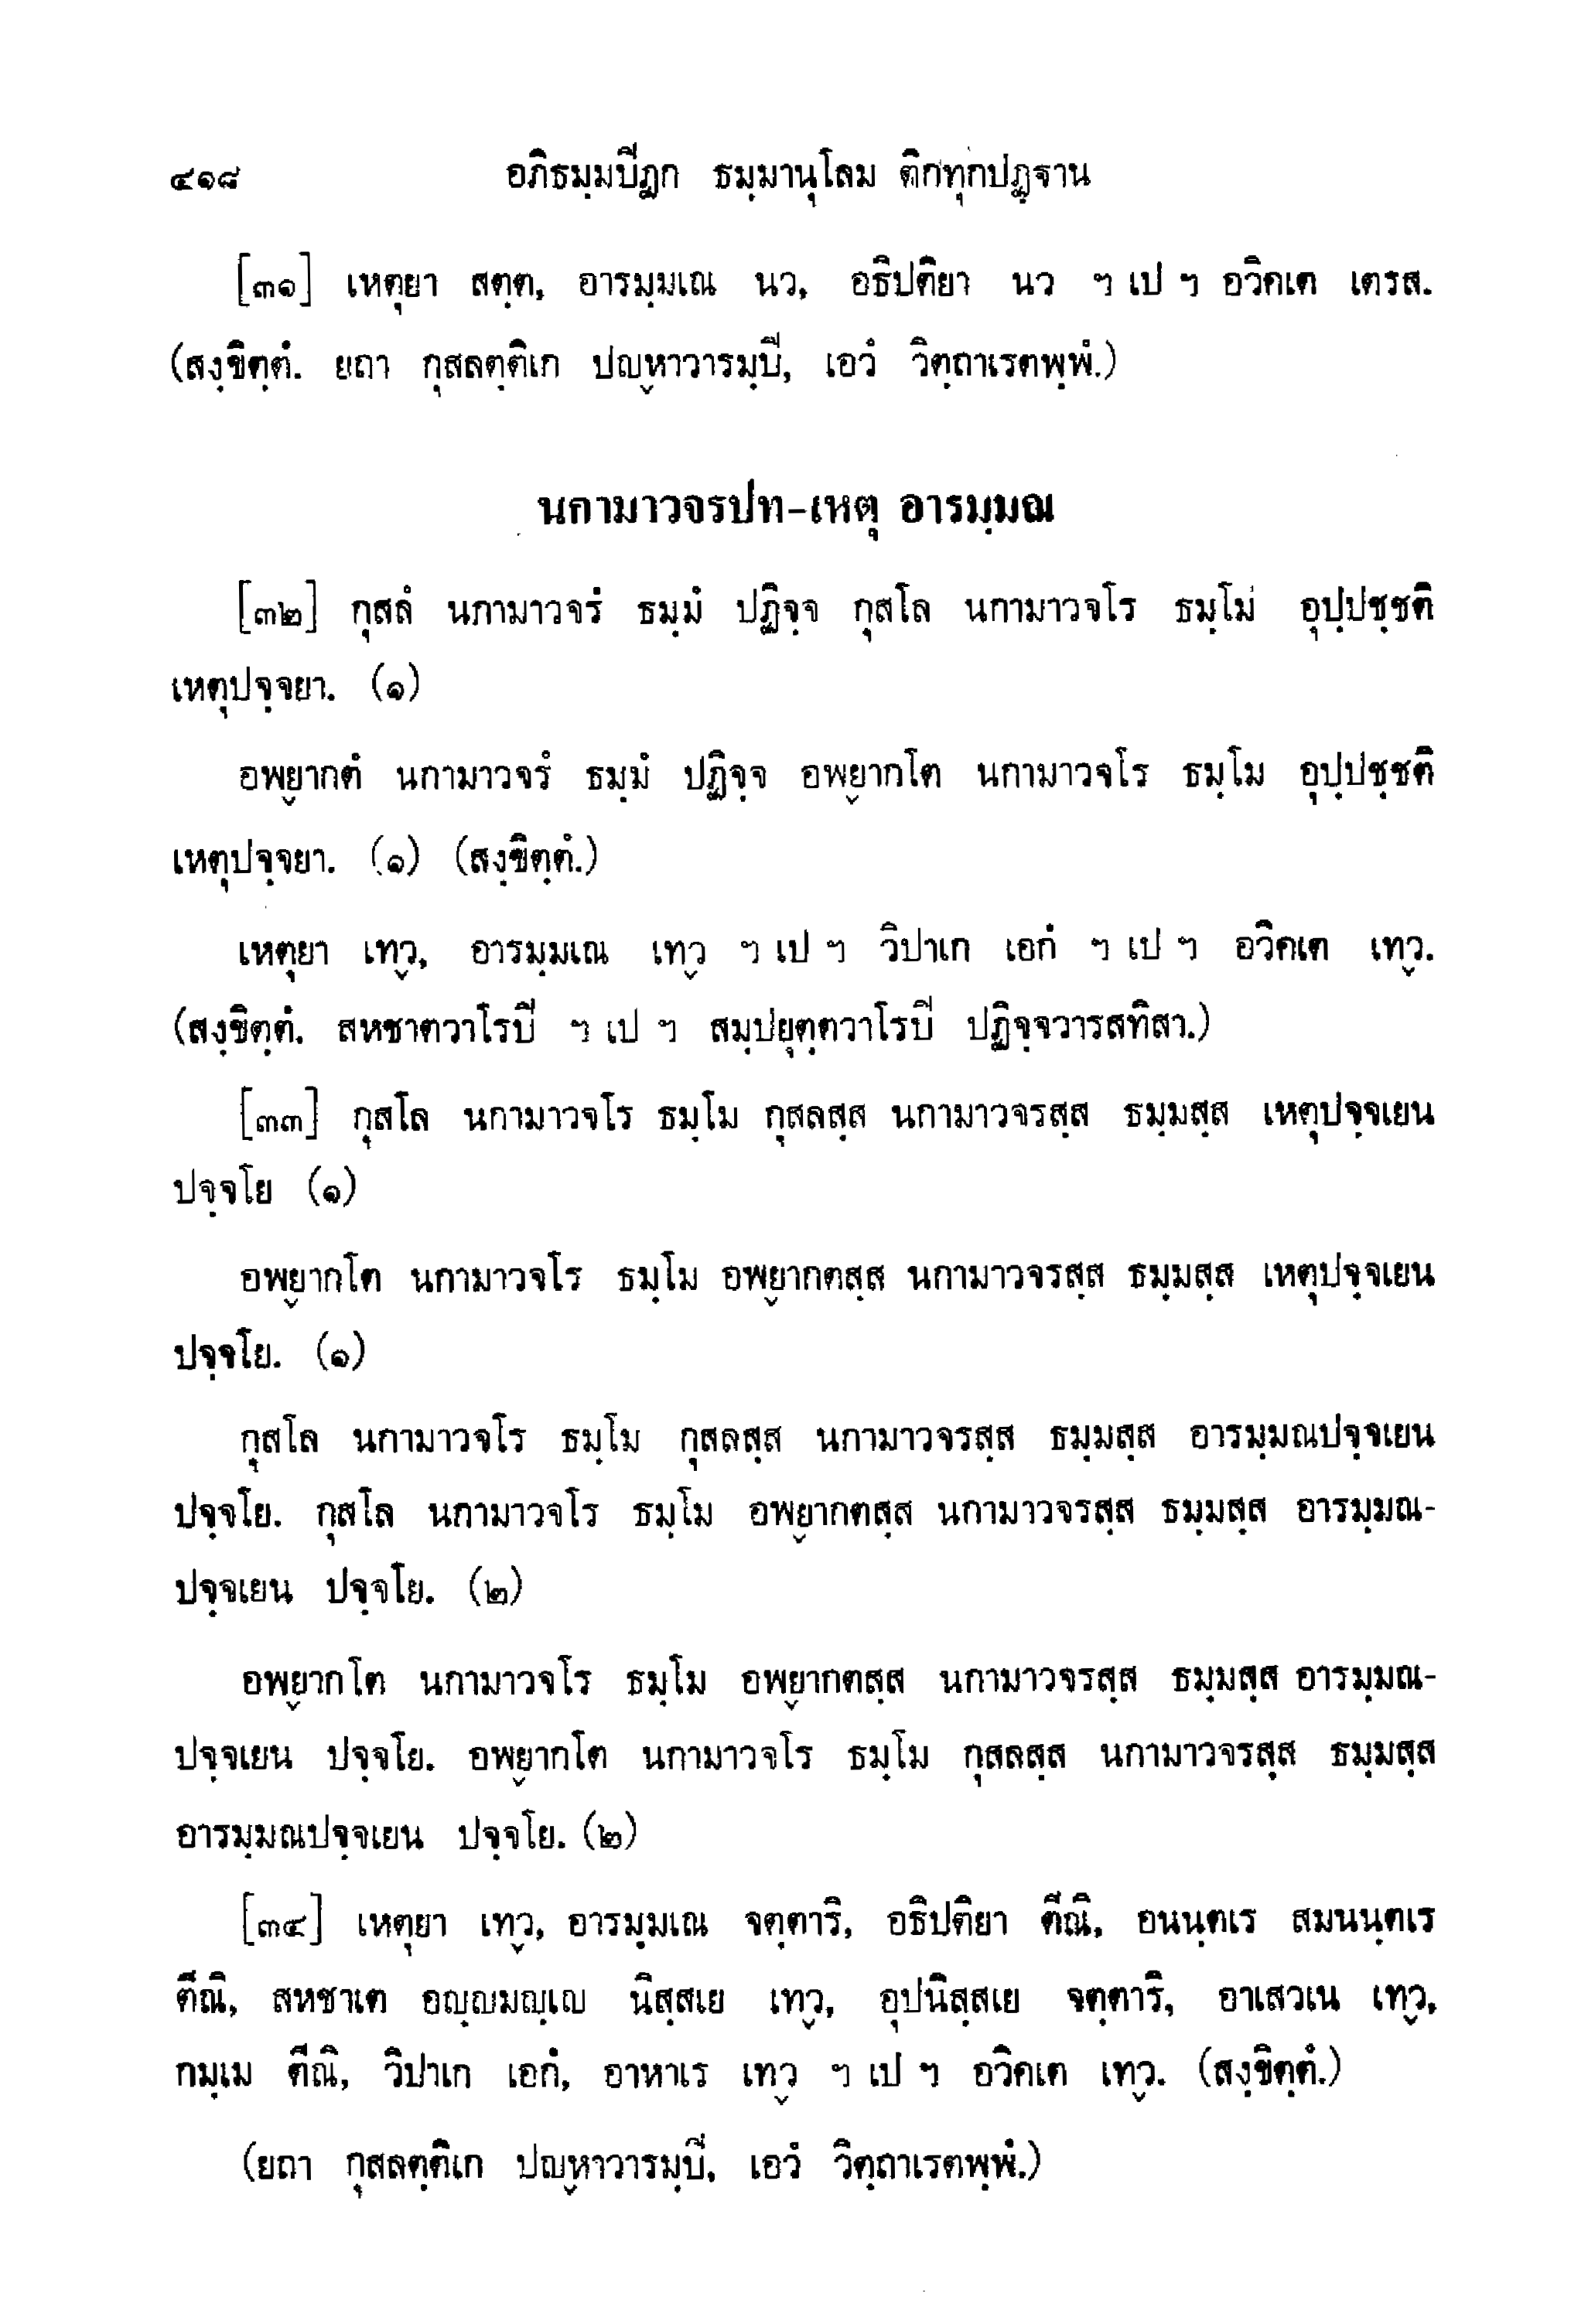 ๔๑๘ อภิธมฺมปิฏก ธมฺมานุโลม ติกทุกปฏฺฐาน
[๓๑] เหตุยา สตฺต, อารมฺมเณ นว, อธิปติยา นว ฯ เป ฯ อวิคเต เตรส.
(สงฺขิตฺตํ. ยถา กุสลตฺติเก ปญฺหาวารมฺปิ, เอวํ วิตฺถาเรตพฺพํ.)
นกามาวจรปท-เหตุ อารมฺมณ
[๓๒] กุสลํ นกามาวจรํ ธมฺมํ ปฏิจฺจ กุสโล นกามาวจโร ธมฺโม อุปฺปชฺชติ
เหตุปจฺจยา. (๑)
อพฺยากตํ นกามาวจรํ ธมฺมํ ปฏิจฺจ อพฺยากโต นกามาวจโร ธมฺโม อุปฺปชฺชติ
เหตุปจฺจยา. (๑) (สงฺขิตฺตํ.)
เหตุยา เทฺว, อารมฺมเณ เทฺว ฯ เป ฯ วิปาเก เอกํ ฯ เป ฯ อวิคเต เทฺว.
(สงฺขิตฺตํ. สหชาตวาโรปิ ฯ เป ฯ สมฺปยุตฺตวาโรปิ ปฏิจฺจวารสทิสา.)
[๓๓] กุสโล นกามาวจโร ธมฺโม กุสลสฺส นกามาวจรสฺส ธมฺมสฺส เหตุปจฺจเยน
ปจฺจโย (๑)
อพฺยากโต นกามาวจโร ธมฺโม อพฺยากตสฺส นกามาวจรสฺส ธมฺมสฺส เหตุปจฺจเยน
ปจฺจโย. (๑)
กุสโล นกามาวจโร ธมฺโม กุสลสฺส นกามาวจรสฺส ธมฺมสฺส อารมฺมณปจฺจเยน
ปจฺจโย. กุสโล นกามาวจโร ธมฺโม อพฺยากตสฺส นกามาวจรสฺส ธมฺมสฺส อารมฺมณ-
ปจฺจเยน ปจฺจโย. (๒)
อพฺยากโต นกามาวจโร ธมฺโม อพฺยากตสฺส นกามาวจรสฺส ธมฺมสฺส อารมฺมณ-
ปจฺจเยน ปจฺจโย. อพฺยากโต นกามาวจโร ธมฺโม กุสลสฺส นกามาวจรสฺส ธมฺมสฺส
อารมฺมณปจฺจเยน ปจฺจโย. (๒)
[๓๔] เหตุยา เทฺว, อารมฺมเณ จตฺตาริ, อธิปติยา ตีณิ, อนนฺตเร สมนนฺตเร
ตีณิ, สหชาเต อญฺญมญฺเญ นิสฺสเย เทฺว, อุปนิสฺสเย จตฺตาริ, อาเสวเน เทฺว,
กมฺเม ตีณิ, วิปาเก เอกํ, อาหาเร เทฺว ฯ เป ฯ อวิคเต เทฺว. (สงฺขิตฺตํ.)
(ยถา กุสลตฺติเก ปญฺหาวารมฺปิ, เอวํ วิตฺถาเรตพฺพํ.)